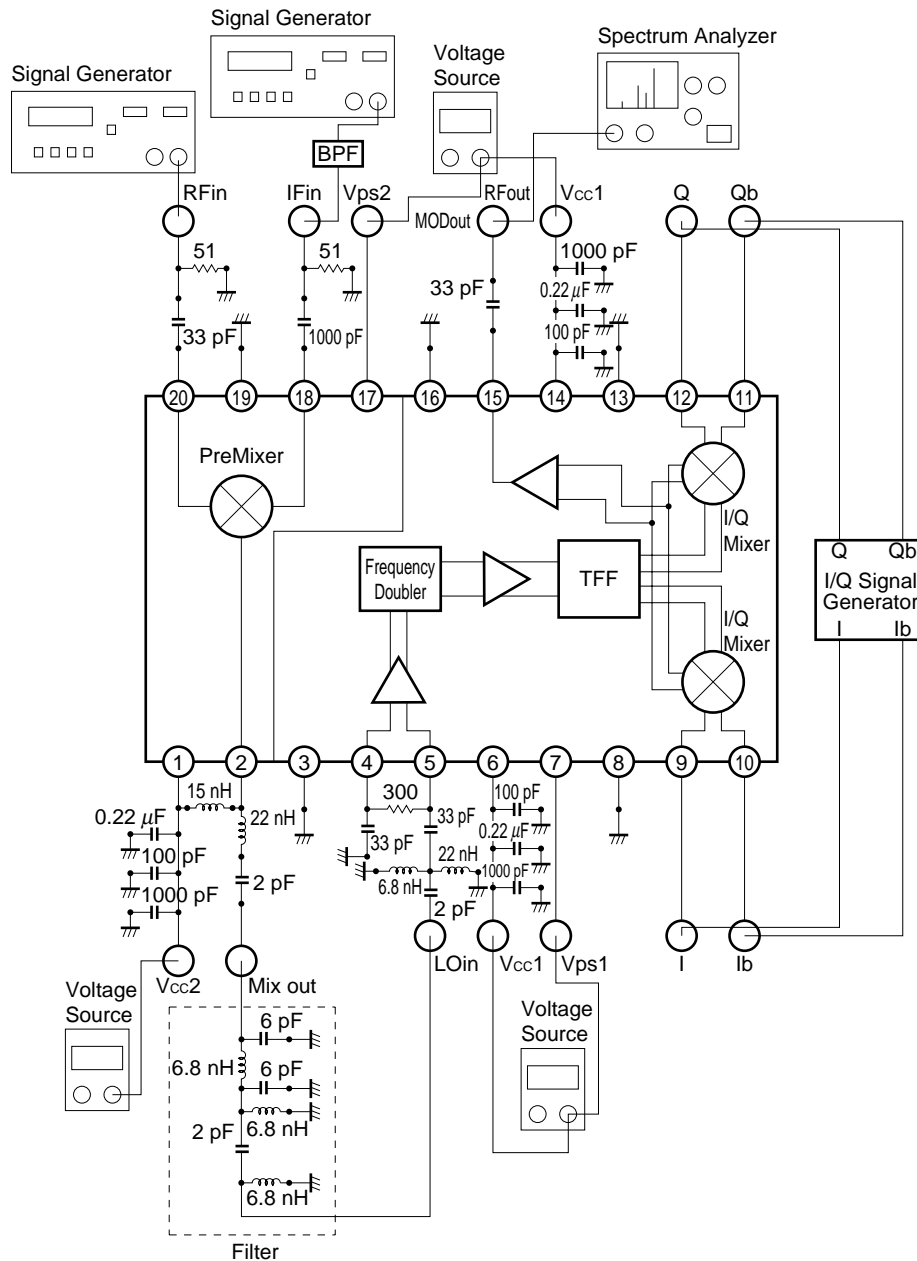 Signal Generator
Signal Generator
Voltage
Source
Spectrum Analyzer
BPF
RFin
IFin
Vps2
RFout
MODout
Vcc1
Q
Qb
51
51
33 pF
1000 pF
33 pF
1000 pF
0.22 µF
100 pF
20
19
18
17
16
15
14
13
12
11
PreMixer
I/Q
Mixer
Frequency
Doubler
TFF
I/Q
Mixer
Q
Qb
I/Q Signal
Generator
I
Ib
1
2
3
4
5
6
7
8
9
10
15 nH
22 nH
0.22 µF
100 pF
1000 pF
2 pF
300
33 pF
33 pF
6.8 nH
22 nH
2 pF
100 pF
0.22 µF
1000 pF
Vcc2
Mix out
LOin
Vcc1
Vps1
I
Ib
Voltage
Source
Voltage
Source
6 pF
6.8 nH
6 pF
6.8 nH
2 pF
6.8 nH
Filter